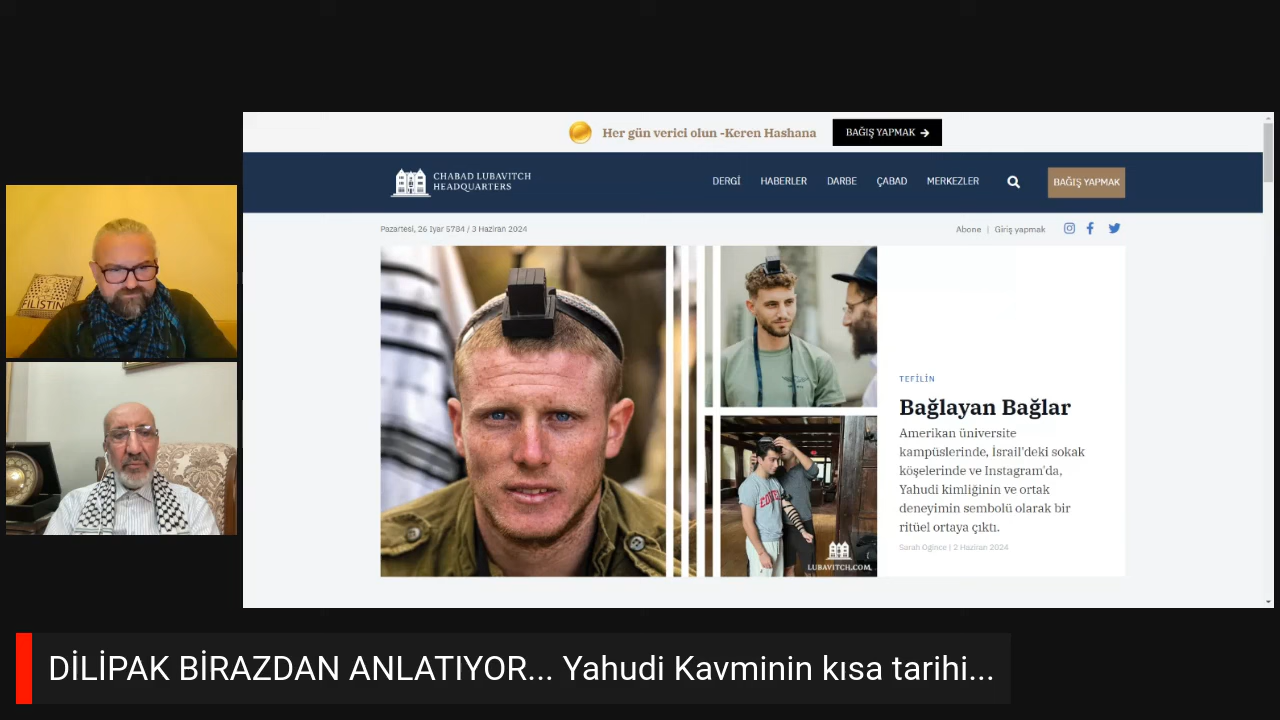 Her gün verici olun -Keren Hashana
BAĞIŞ YAPMAK →
CHABAD LUBAVITCH
HEADQUARTERS
DERGİ HABERLER DARBE ÇABAD MERKEZLER
BAĞIŞ YAPMAK
Pazartesi, 26 Iyar 5784 / 3 Haziran 2024
Abone | Giriş yapmak
FİLİSTİN
TEFİLİN
Bağlayan Bağlar
Amerikan üniversite
kampüslerinde, İsrail'deki sokak
köşelerinde ve Instagram'da,
Yahudi kimliğinin ve ortak
deneyimin sembolü olarak bir
ritüel ortaya çıktı.
Sarah Ogince | 2 Haziran 2024
LUBAVITCH.COM
DİLİPAK BİRAZDAN ANLATIYOR... Yahudi Kavminin kısa tarihi...